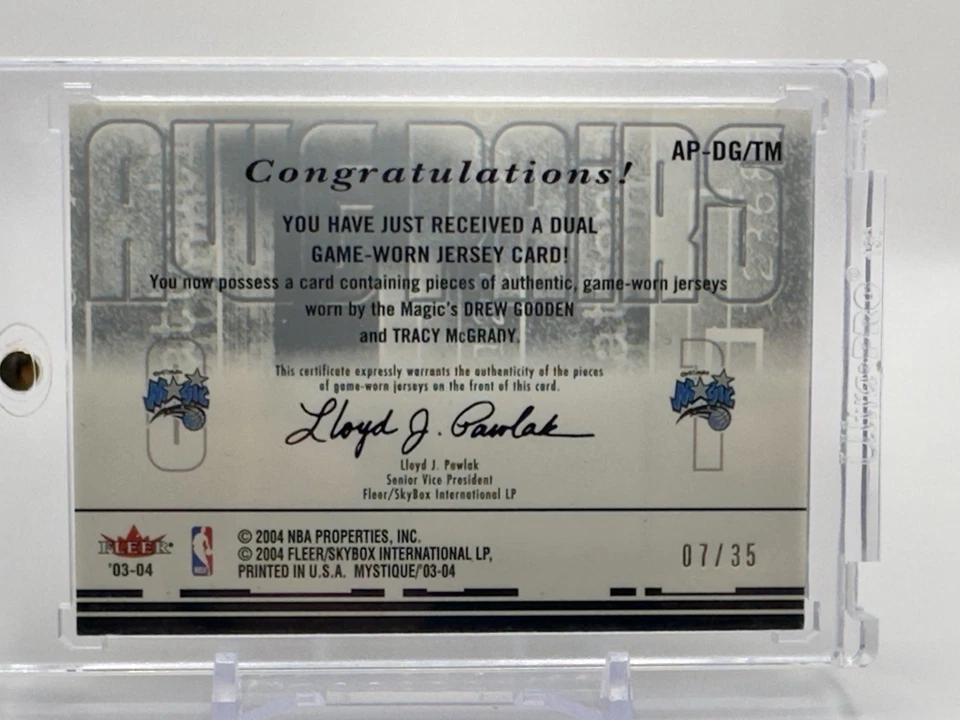 AWE PAIRS
AP-DG/TM
Congratulations!
YOU HAVE JUST RECEIVED A DUAL
GAME-WORN JERSEY CARD!
You now possess a card containing pieces of authentic, game-worn jerseys
worn by the Magic's DREW GOODEN
and TRACY McGRADY.
This certificate expressly warrants the authenticity of the pieces
of game-worn jerseys on the front of this card.
Magic
Magic
Lloyd J. Pawlak
Lloyd J. Pawlak
Senior Vice President
Fleer/SkyBox International LP
FLEER
'03-04
© 2004 NBA PROPERTIES, INC.
© 2004 FLEER/SKYBOX INTERNATIONAL LP,
PRINTED IN U.S.A. MYSTIQUE/'03-04
07/35